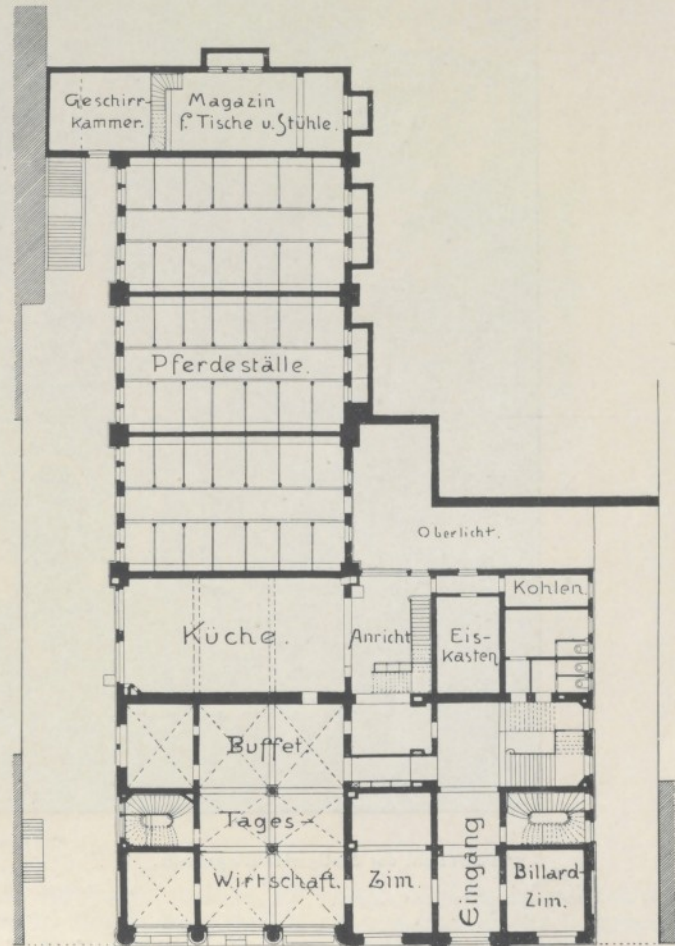 Geschirr-
kammer.
Magazin
f. Tische u. Stühle.
Pferdeställe.
Oberlicht.
Kohlen
Küche.
Anricht
Eis-
kasten
Buffet.
Tages-
Wirtschaft.
Zim.
Eingang
Billard-
Zim.